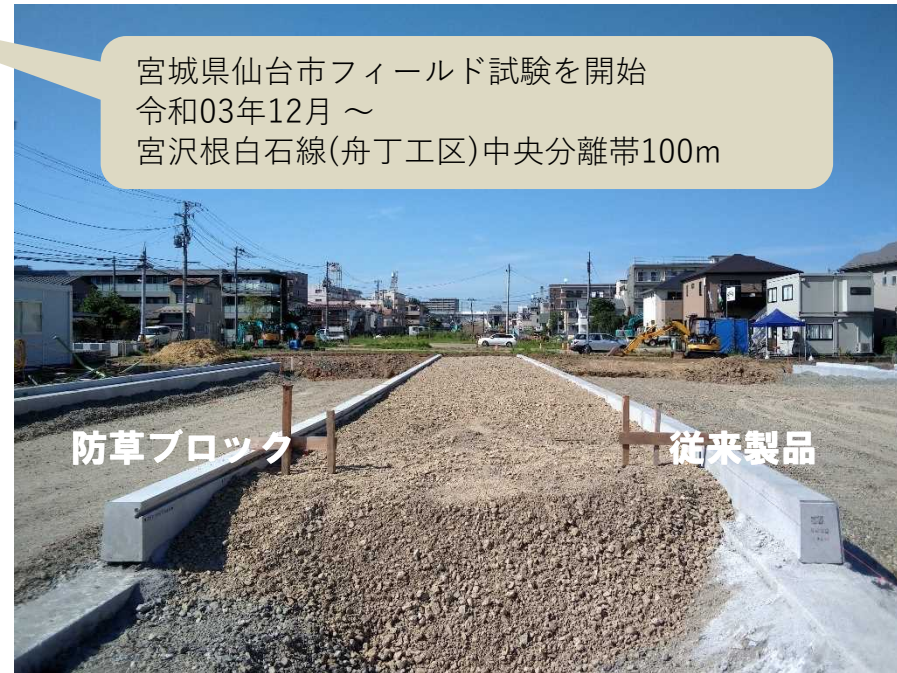 宮城県仙台市フィールド試験を開始
令和03年12月 ～
宮沢根白石線(舟丁工区)中央分離帯100m
防草ブロック
従来製品